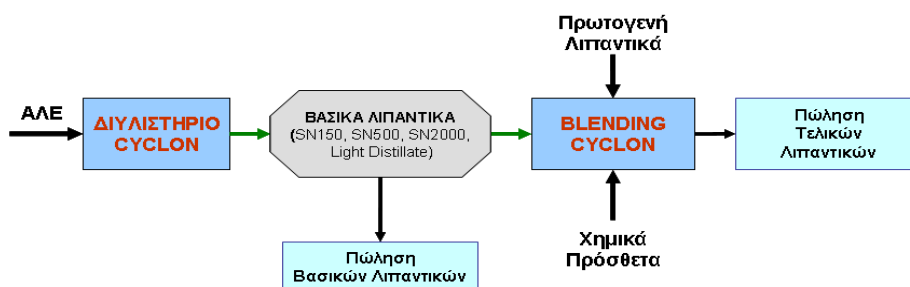 Πρωτογενή
Λιπαντικά
ΑΛΕ
ΔΙΥΛΙΣΤΗΡΙΟ
CYCLON
ΒΑΣΙΚΑ ΛΙΠΑΝΤΙΚΑ
(SN150, SN500, SN2000,
Light Distillate)
BLENDING
CYCLON
Πώληση
Τελικών
Λιπαντικών
Πώληση
Βασικών Λιπαντικών
Χημικά
Πρόσθετα